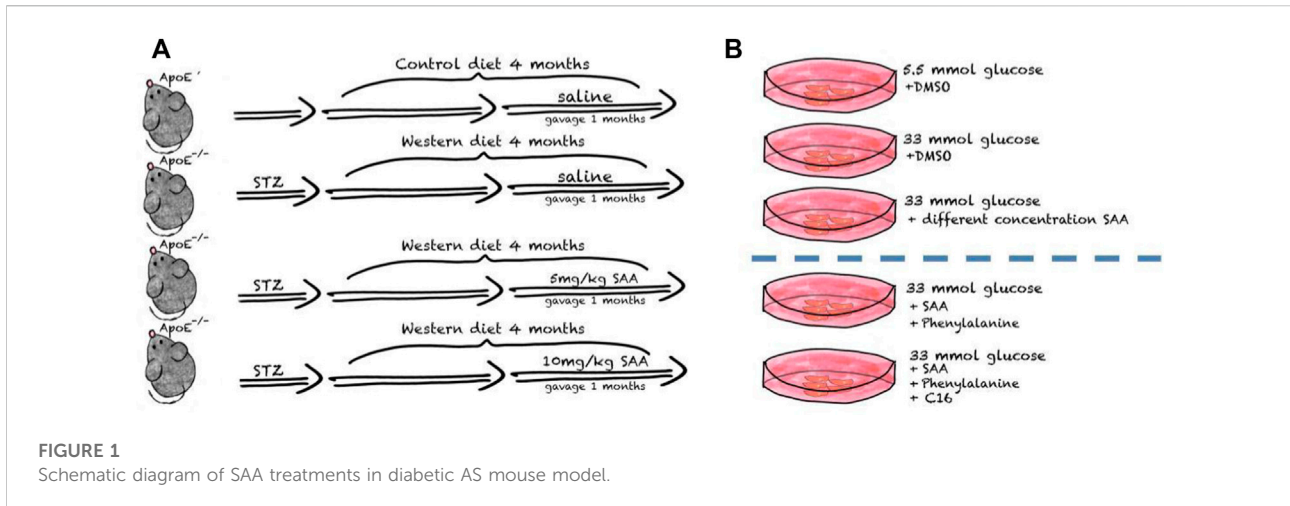 A
ApoE '
Control diet 4 months
saline
gavage 1 months
ApoE-/-
Western diet 4 months
STZ
saline
gavage 1 months
ApoE-/-
Western diet 4 months
STZ
5mg/kg SAA
gavage 1 months
ApoE-/-
Western diet 4 months
STZ
10mg/kg SAA
gavage 1 months
B
5.5 mmol glucose
+DMSO
33 mmol glucose
+DMSO
33 mmol glucose
+ different concentration SAA
33 mmol glucose
+ SAA
+ Phenylalanine
33 mmol glucose
+ SAA
+ Phenylalanine
+ C16
FIGURE 1
Schematic diagram of SAA treatments in diabetic AS mouse model.